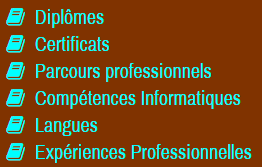 Diplômes
Certificats
Parcours professionnels
Compétences Informatiques
Langues
Expériences Professionnelles